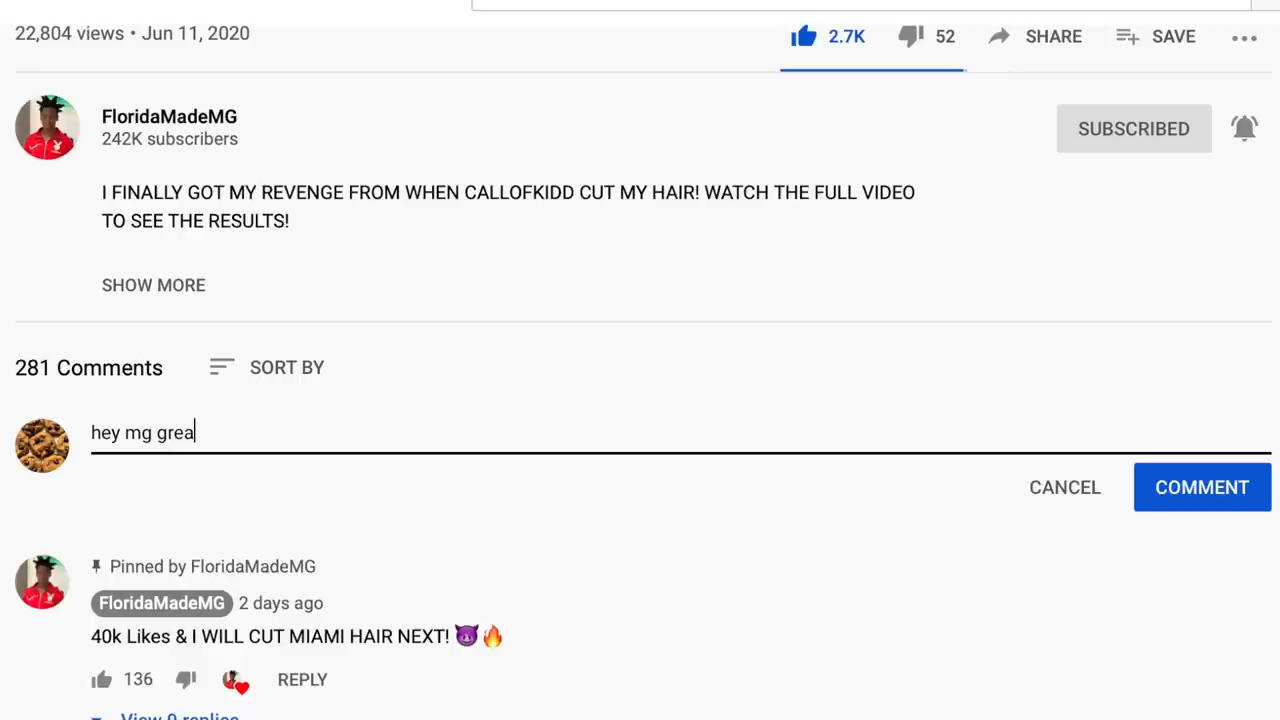 22,804 views • Jun 11, 2020
2.7K 52 SHARE SAVE
FloridaMadeMG
242K subscribers
SUBSCRIBED
I FINALLY GOT MY REVENGE FROM WHEN CALLOFKIDD CUT MY HAIR! WATCH THE FULL VIDEO
TO SEE THE RESULTS!
SHOW MORE
281 Comments SORT BY
hey mg grea
CANCEL COMMENT
Pinned by FloridaMadeMG
FloridaMadeMG 2 days ago
40k Likes & I WILL CUT MIAMI HAIR NEXT! 😈🔥
136 REPLY
View 9 replies